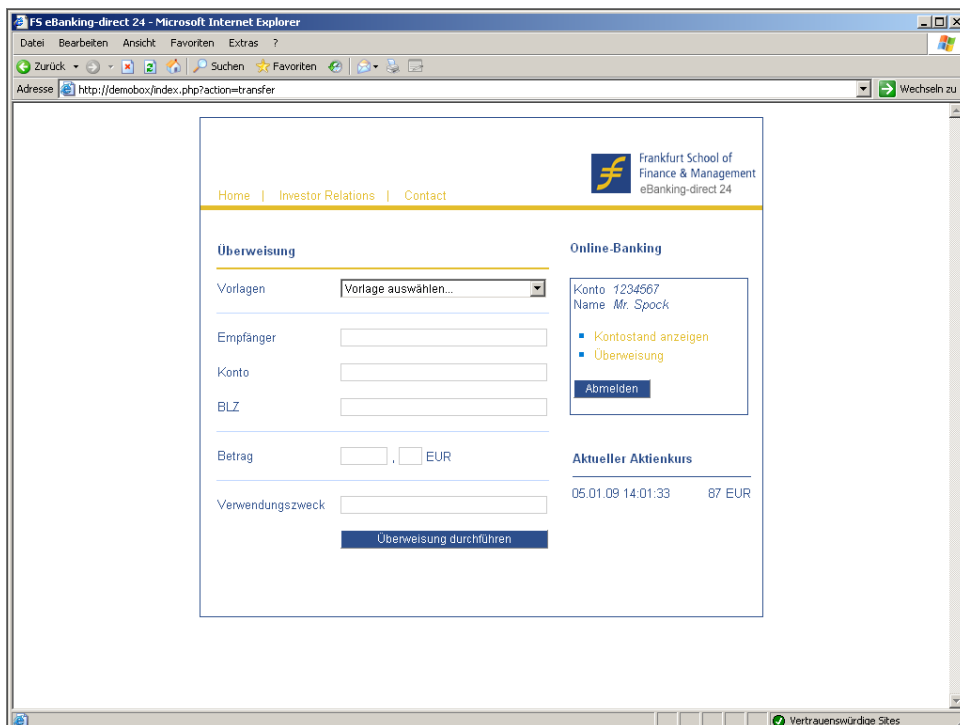 FS eBanking-direct 24 - Microsoft Internet Explorer
Datei Bearbeiten Ansicht Favoriten Extras ?
Zurück Suchen Favoriten
Adresse http://demobox/index.php?action=transfer Wechseln zu
Frankfurt School of
Finance & Management
eBanking-direct 24
Home | Investor Relations | Contact
Überweisung
Vorlagen Vorlage auswählen...
Empfänger
Konto
BLZ
Betrag , EUR
Verwendungszweck
Überweisung durchführen
Online-Banking
Konto 1234567
Name Mr. Spock
Kontostand anzeigen
Überweisung
Abmelden
Aktueller Aktienkurs
05.01.09 14:01:33 87 EUR
Vertrauenswürdige Sites